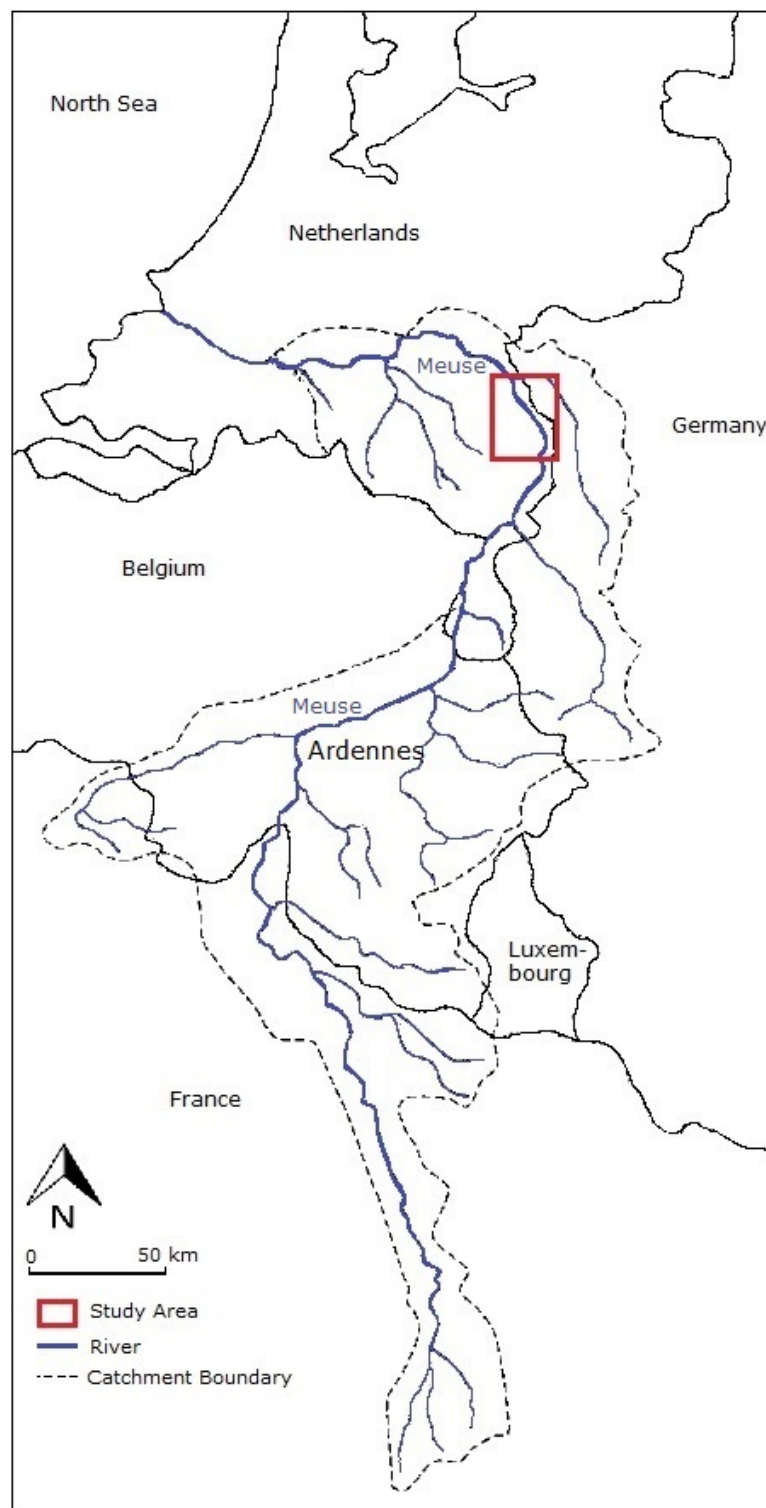 North Sea
Netherlands
Meuse
Germany
Belgium
Meuse
Ardennes
Luxem-
bourg
France
N
0 50 km
Study Area
River
Catchment Boundary